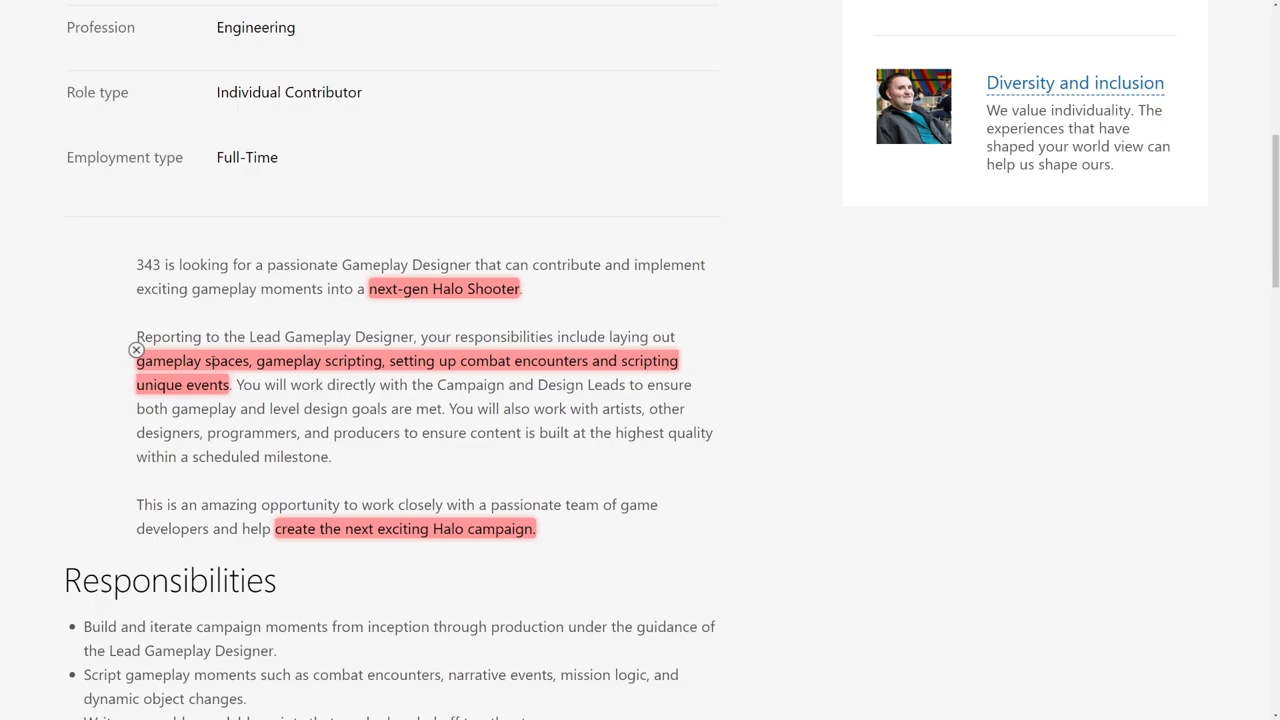 Profession Engineering
Role type Individual Contributor
Employment type Full-Time
Diversity and inclusion
We value individuality. The
experiences that have
shaped your world view can
help us shape ours.
343 is looking for a passionate Gameplay Designer that can contribute and implement
exciting gameplay moments into a next-gen Halo Shooter.
Reporting to the Lead Gameplay Designer, your responsibilities include laying out
gameplay spaces, gameplay scripting, setting up combat encounters and scripting
unique events. You will work directly with the Campaign and Design Leads to ensure
both gameplay and level design goals are met. You will also work with artists, other
designers, programmers, and producers to ensure content is built at the highest quality
within a scheduled milestone.
This is an amazing opportunity to work closely with a passionate team of game
developers and help create the next exciting Halo campaign.
Responsibilities
• Build and iterate campaign moments from inception through production under the guidance of
the Lead Gameplay Designer.
• Script gameplay moments such as combat encounters, narrative events, mission logic, and
dynamic object changes.